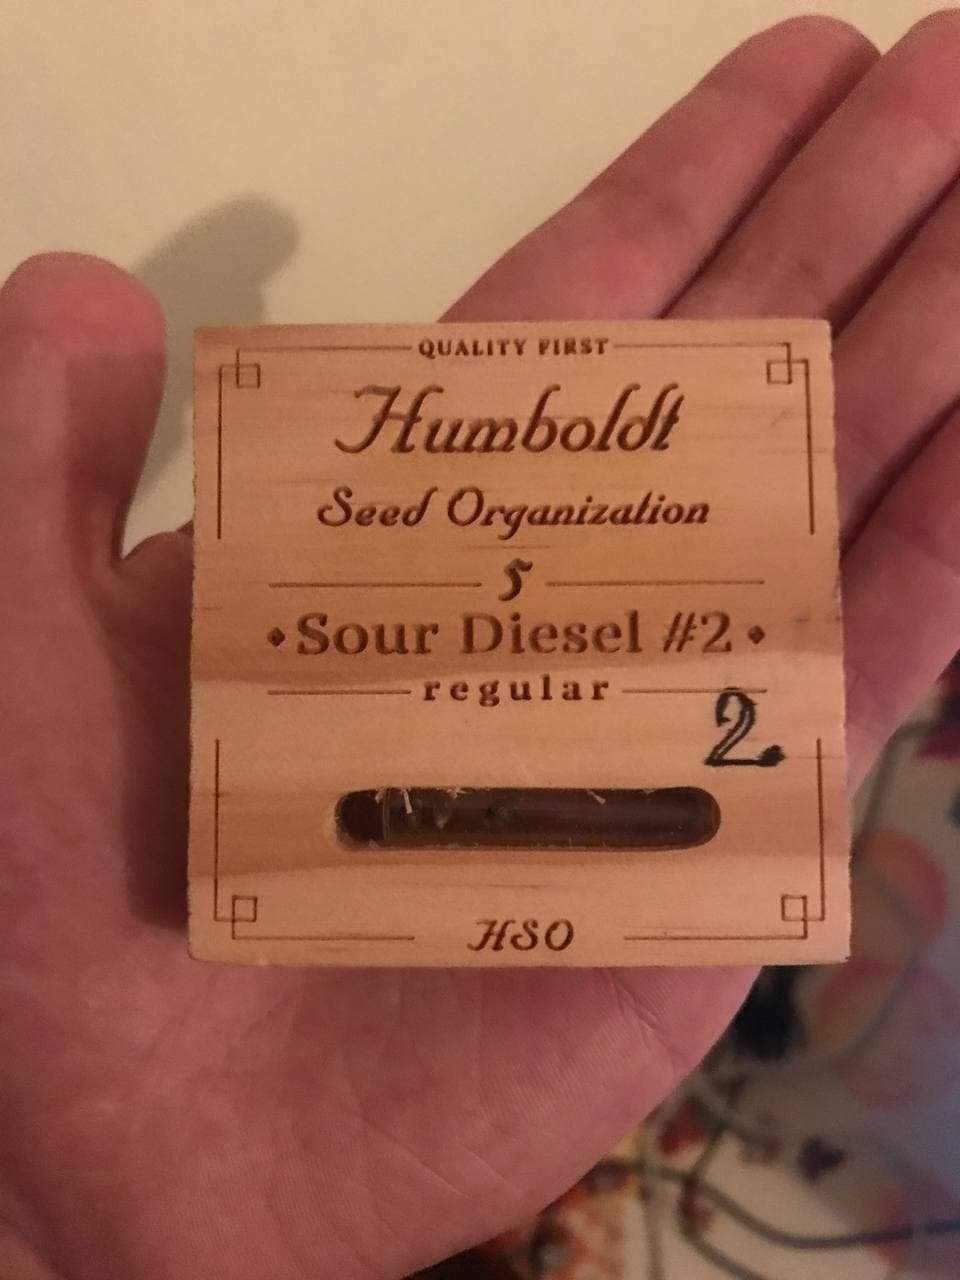 QUALITY FIRST
Humboldt
Seed Organization
5
Sour Diesel #2
regular
2
HSO